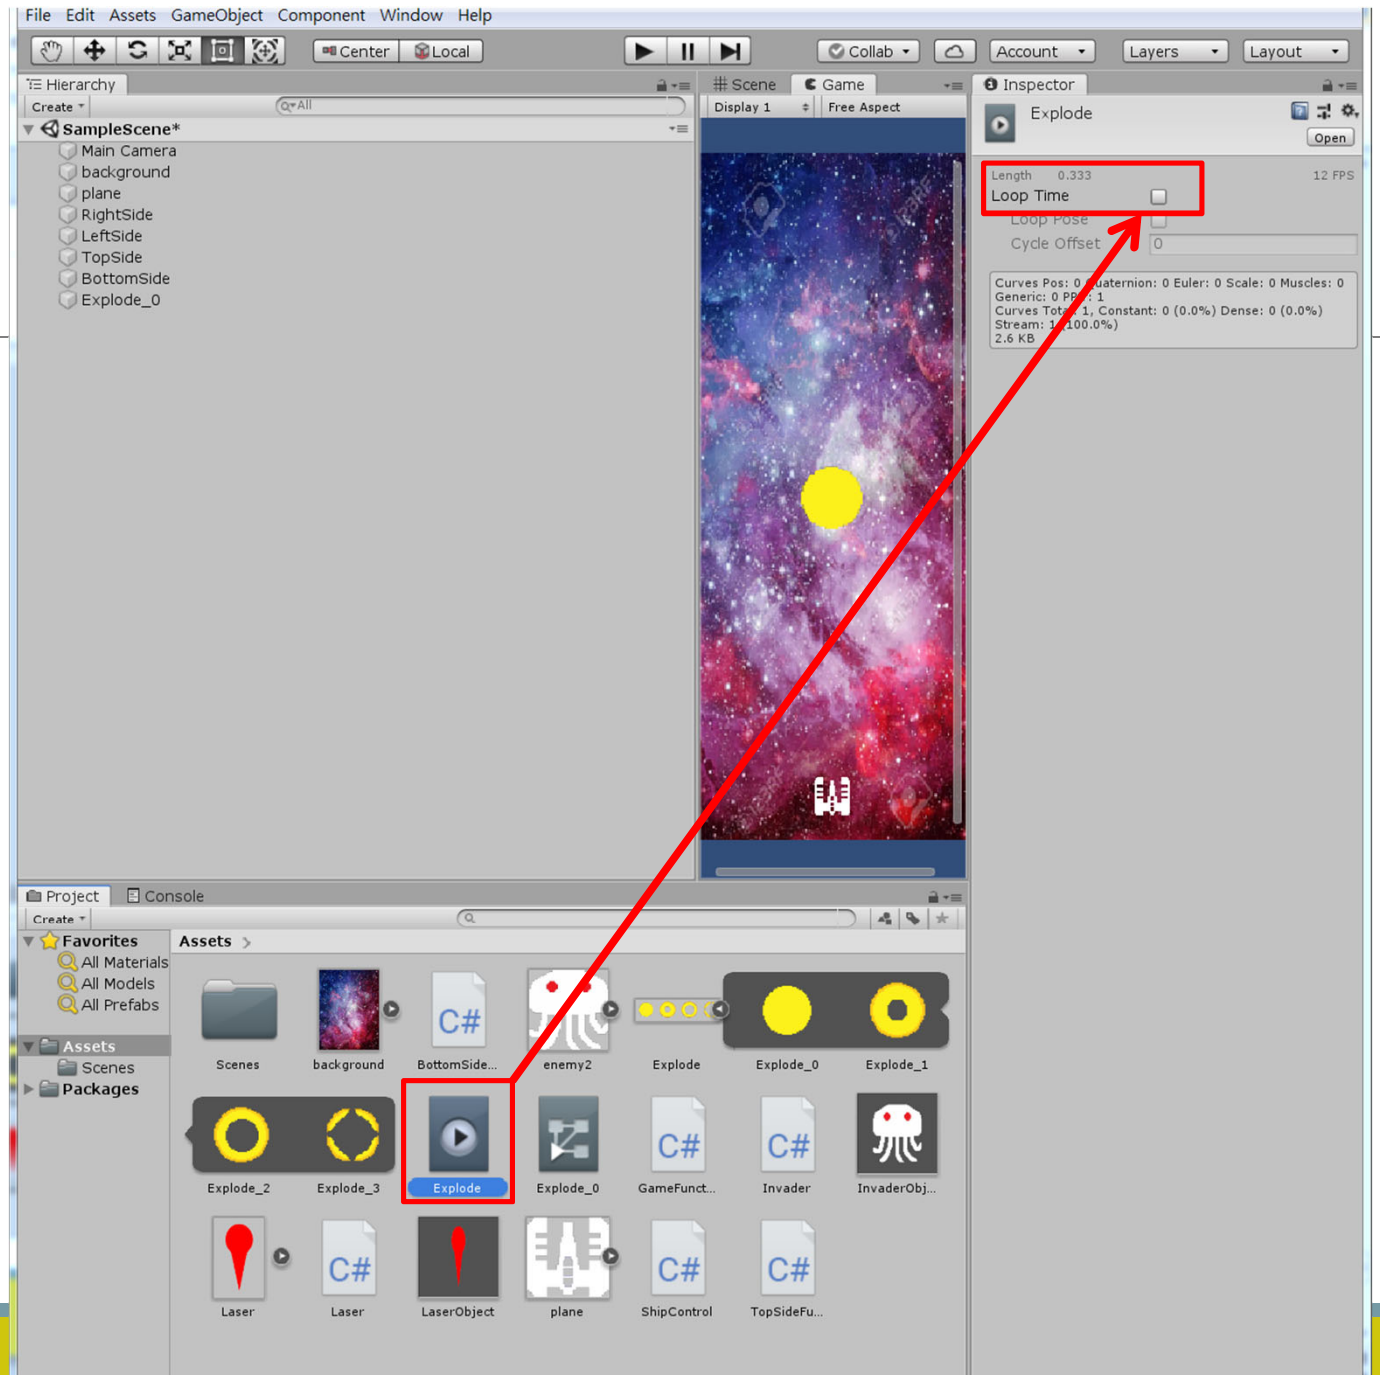 File Edit Assets GameObject Component Window Help
Center Local Collab Account Layers Layout
Hierarchy
Create All
SampleScene*
Main Camera
background
plane
RightSide
LeftSide
TopSide
BottomSide
Explode_0
Scene Game
Display 1 Free Aspect
Inspector
Explode
Open
Length 0.333 12 FPS
Loop Time
Loop Pose
Cycle Offset 0
Curves Pos: 0 Quaternion: 0 Euler: 0 Scale: 0 Muscles: 0
Generic: 0 PPtr: 1
Curves Total: 1, Constant: 0 (0.0%) Dense: 0 (0.0%)
Stream: 1 (100.0%)
2.6 KB
Project Console
Create
Favorites
All Materials
All Models
All Prefabs
Assets
Scenes
Packages
Assets
C#
Scenes background BottomSide... enemy2 Explode Explode_0 Explode_1
C# C#
Explode_2 Explode_3 Explode Explode_0 GameFunct... Invader InvaderObj...
C# C# C#
Laser Laser LaserObject plane ShipControl TopSideFu...